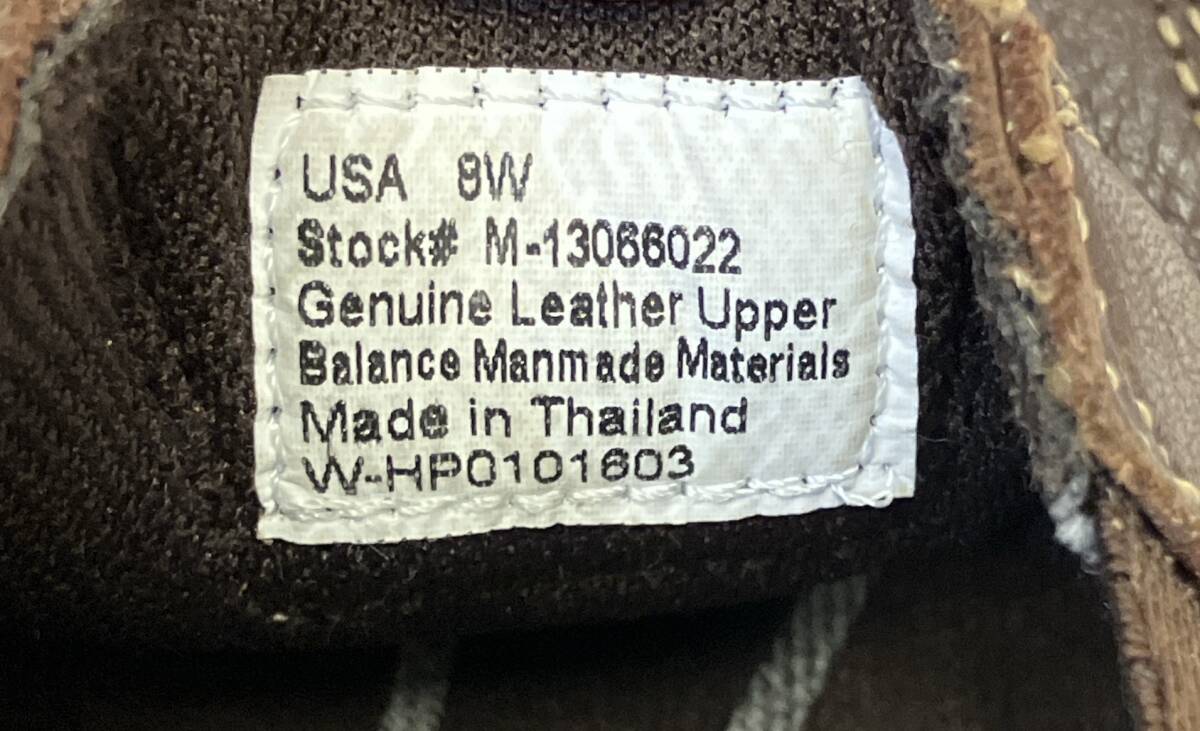 USA 8W
Stock# M-13066022
Genuine Leather Upper
Balance Manmade Materials
Made in Thailand
W-HP0101603